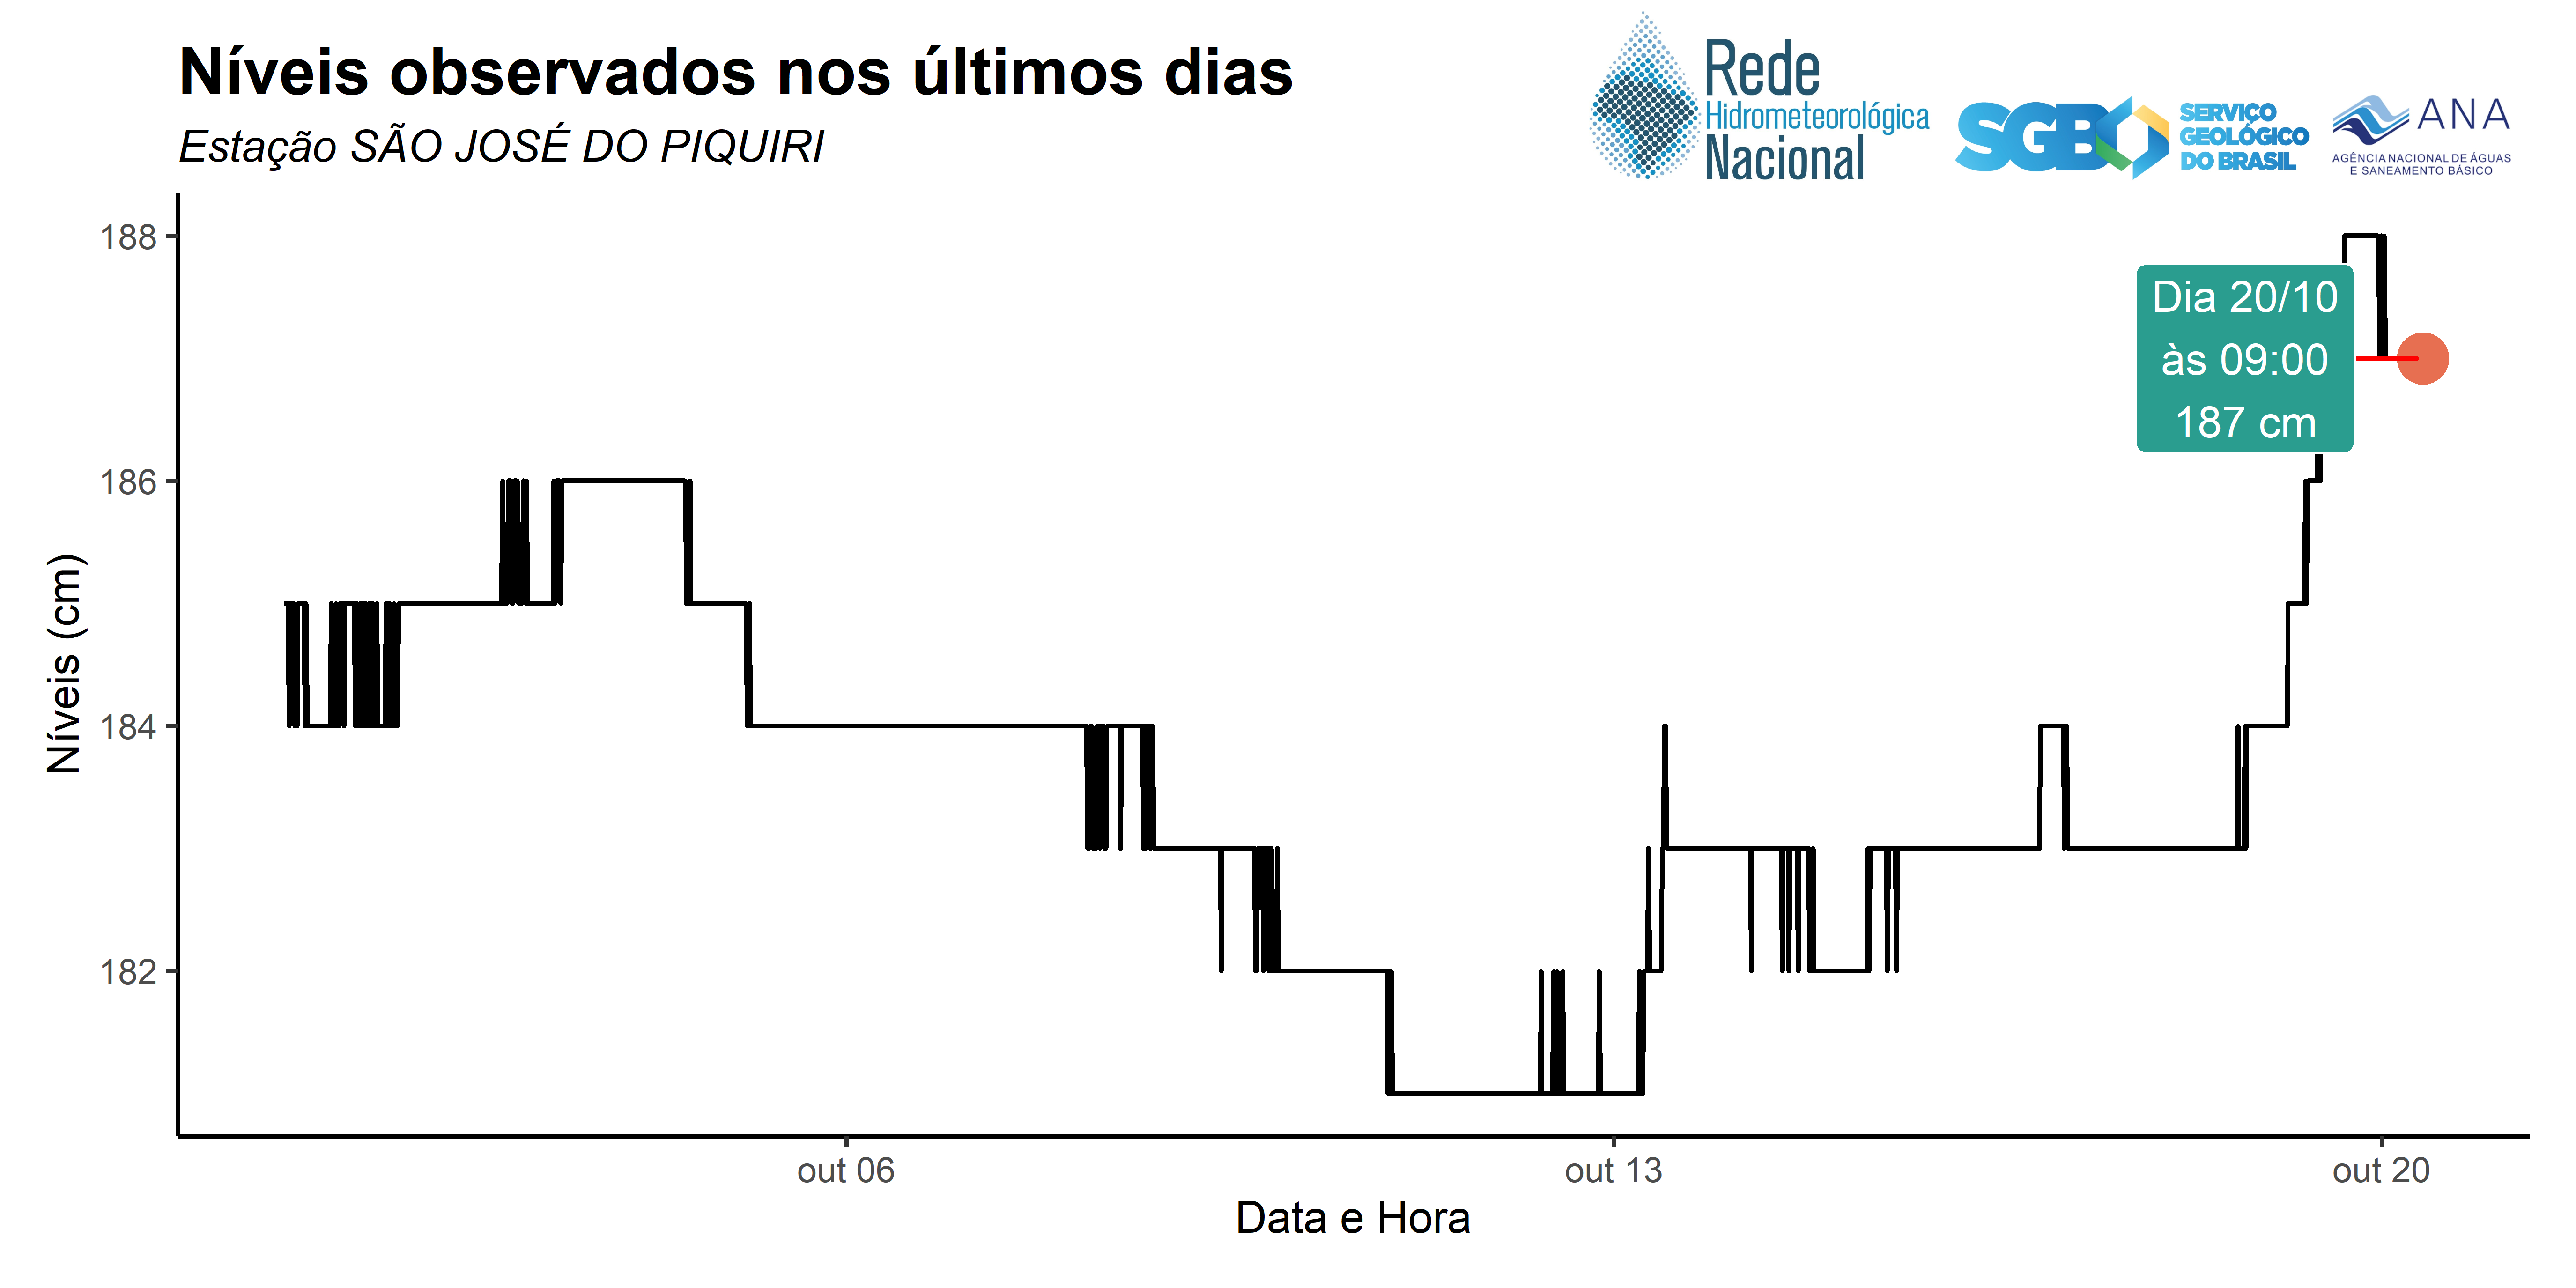 Níveis observados nos últimos dias
Estação SÃO JOSÉ DO PIQUIRI
Rede
Hidrometeorológica
Nacional
SGB
SERVIÇO
GEOLÓGICO
DO BRASIL
ANA
AGÊNCIA NACIONAL DE ÁGUAS
E SANEAMENTO BÁSICO
Níveis (cm)
188
186
184
182
Dia 20/10
às 09:00
187 cm
out 06
out 13
out 20
Data e Hora